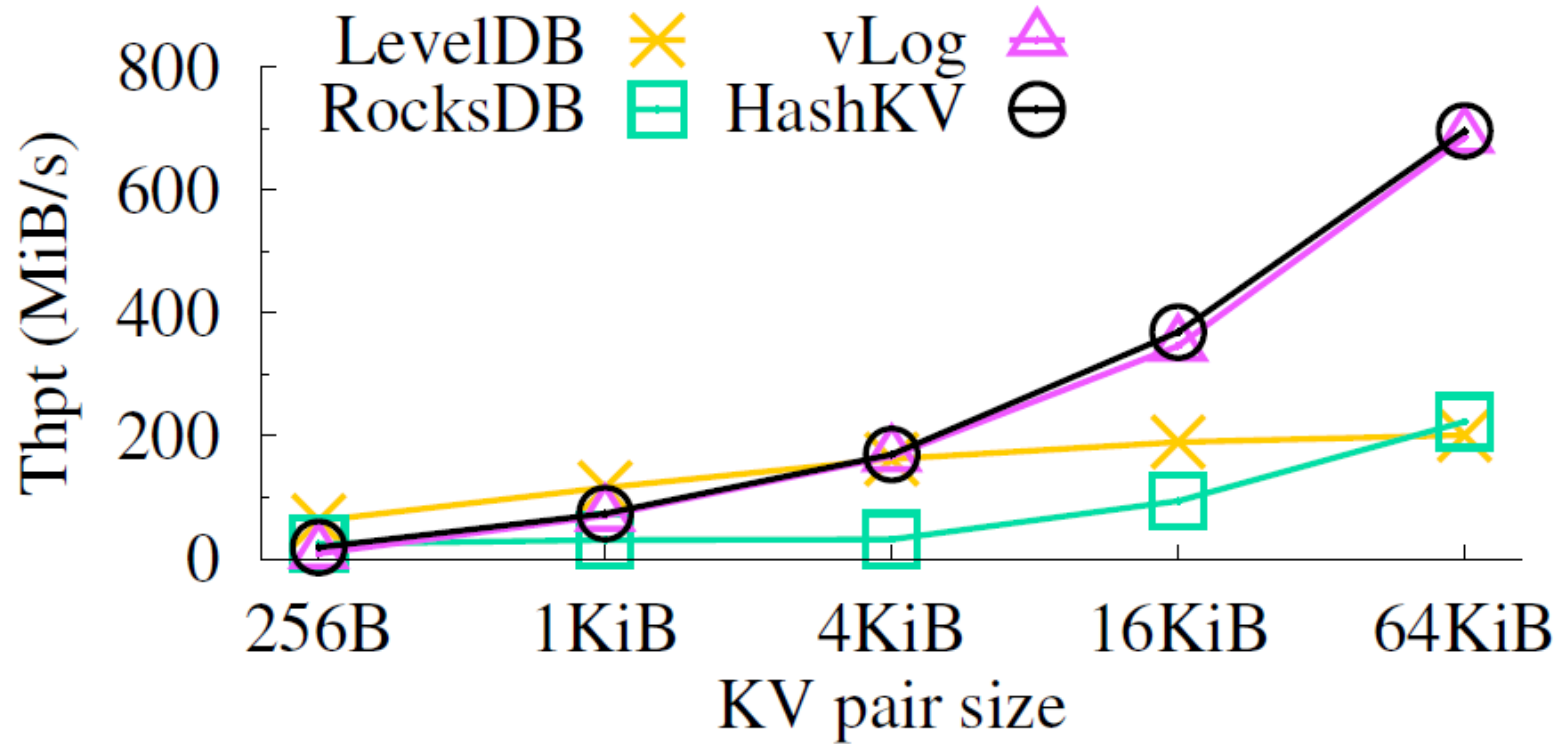 LevelDB vLog
RocksDB HashKV
Thpt (MiB/s)
800
600
400
200
0
256B 1KiB 4KiB 16KiB 64KiB
KV pair size